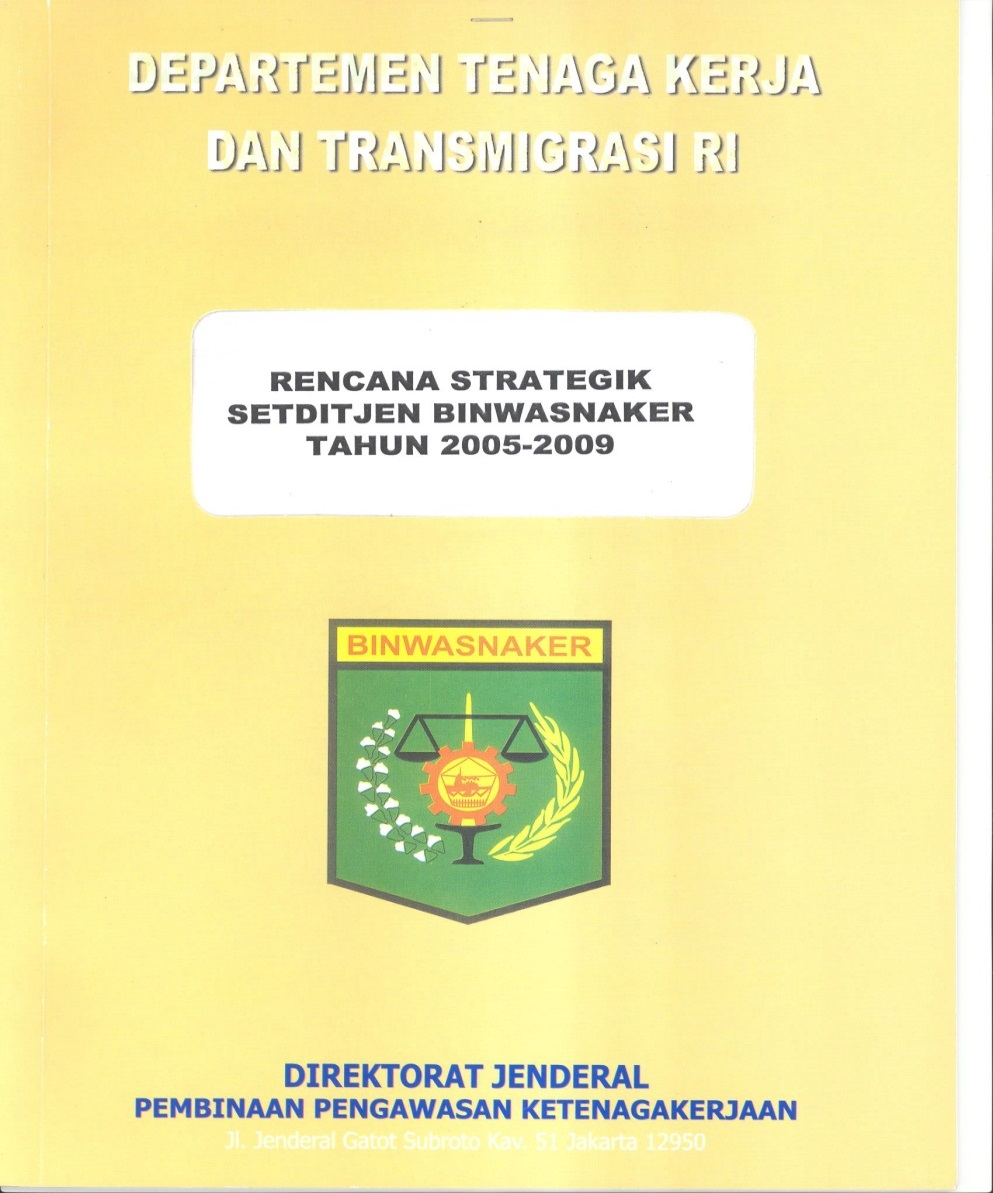 DEPARTEMEN TENAGA KERJA
DAN TRANSMIGRASI RI
RENCANA STRATEGIK
SETDITJEN BINWASNAKER
TAHUN 2005-2009
BINWASNAKER
DIREKTORAT JENDERAL
PEMBINAAN PENGAWASAN KETENAGAKERJAAN
Jl. Jenderal Gatot Subroto Kav. 51 Jakarta 12950